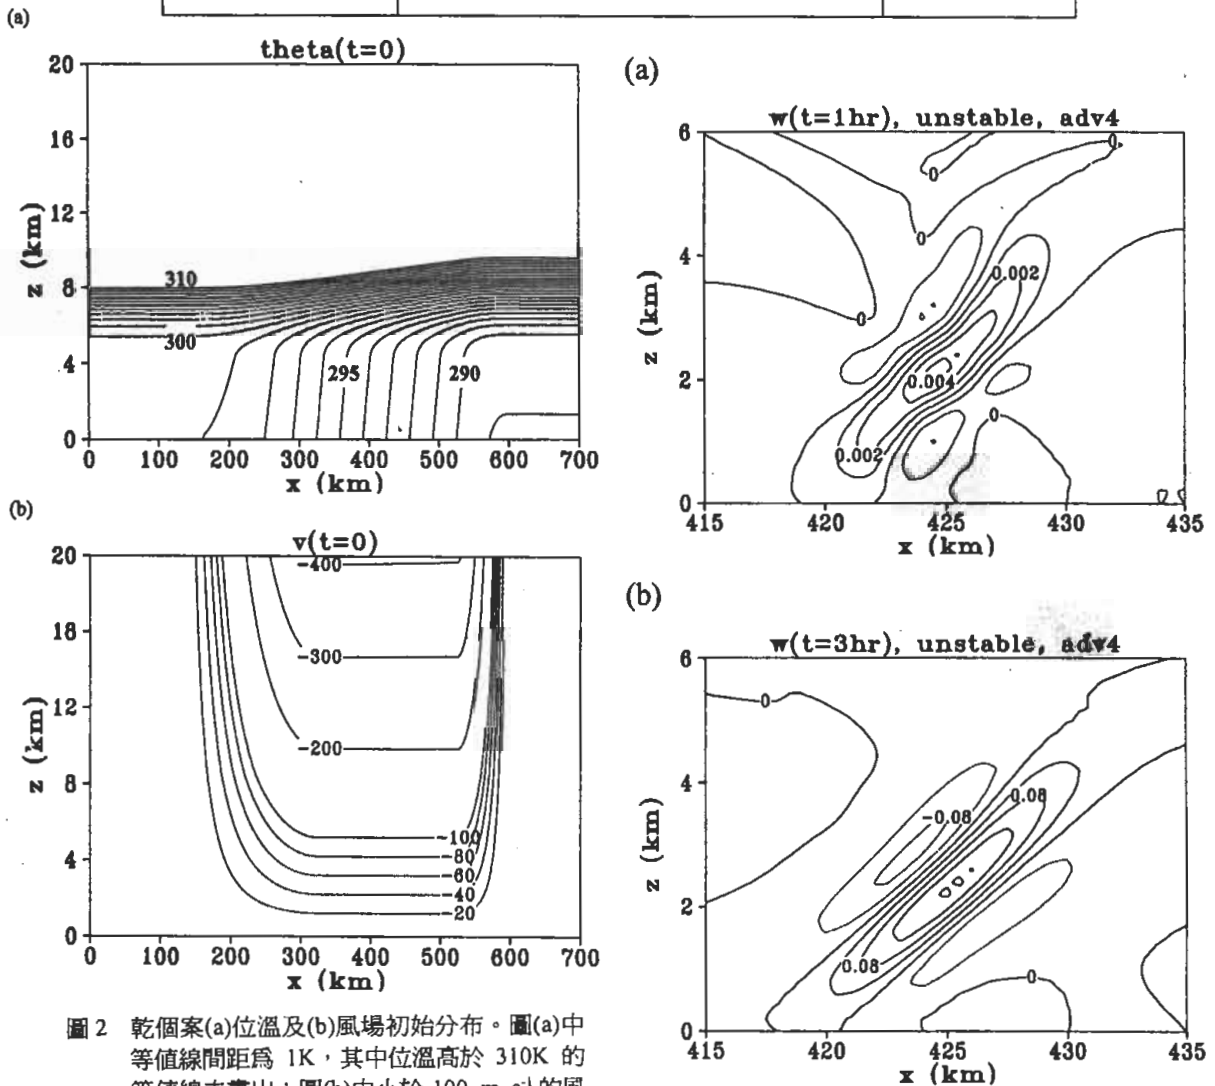 (a)
theta(t=0)
20
16
12
8
4
0
z (km)
310
300
295
290
0 100 200 300 400 500 600 700
x (km)
(b)
v(t=0)
20
16
12
8
4
0
z (km)
-400
-300
-200
-100
-80
-60
-40
-20
0 100 200 300 400 500 600 700
x (km)
圖 2 乾個案(a)位溫及(b)風場初始分布。圖(a)中
等值線間距為 1K,其中位溫高於 310K 的
(a)
w(t=1hr), unstable, adv4
6
4
2
0
z (km)
0
0
0
0
0.002
0.004
0
0.002
415 420 425 430 435
x (km)
(b)
w(t=3hr), unstable, adv4
6
4
2
0
z (km)
0
-0.08
0.08
0.08
0
415 420 425 430 435
x (km)